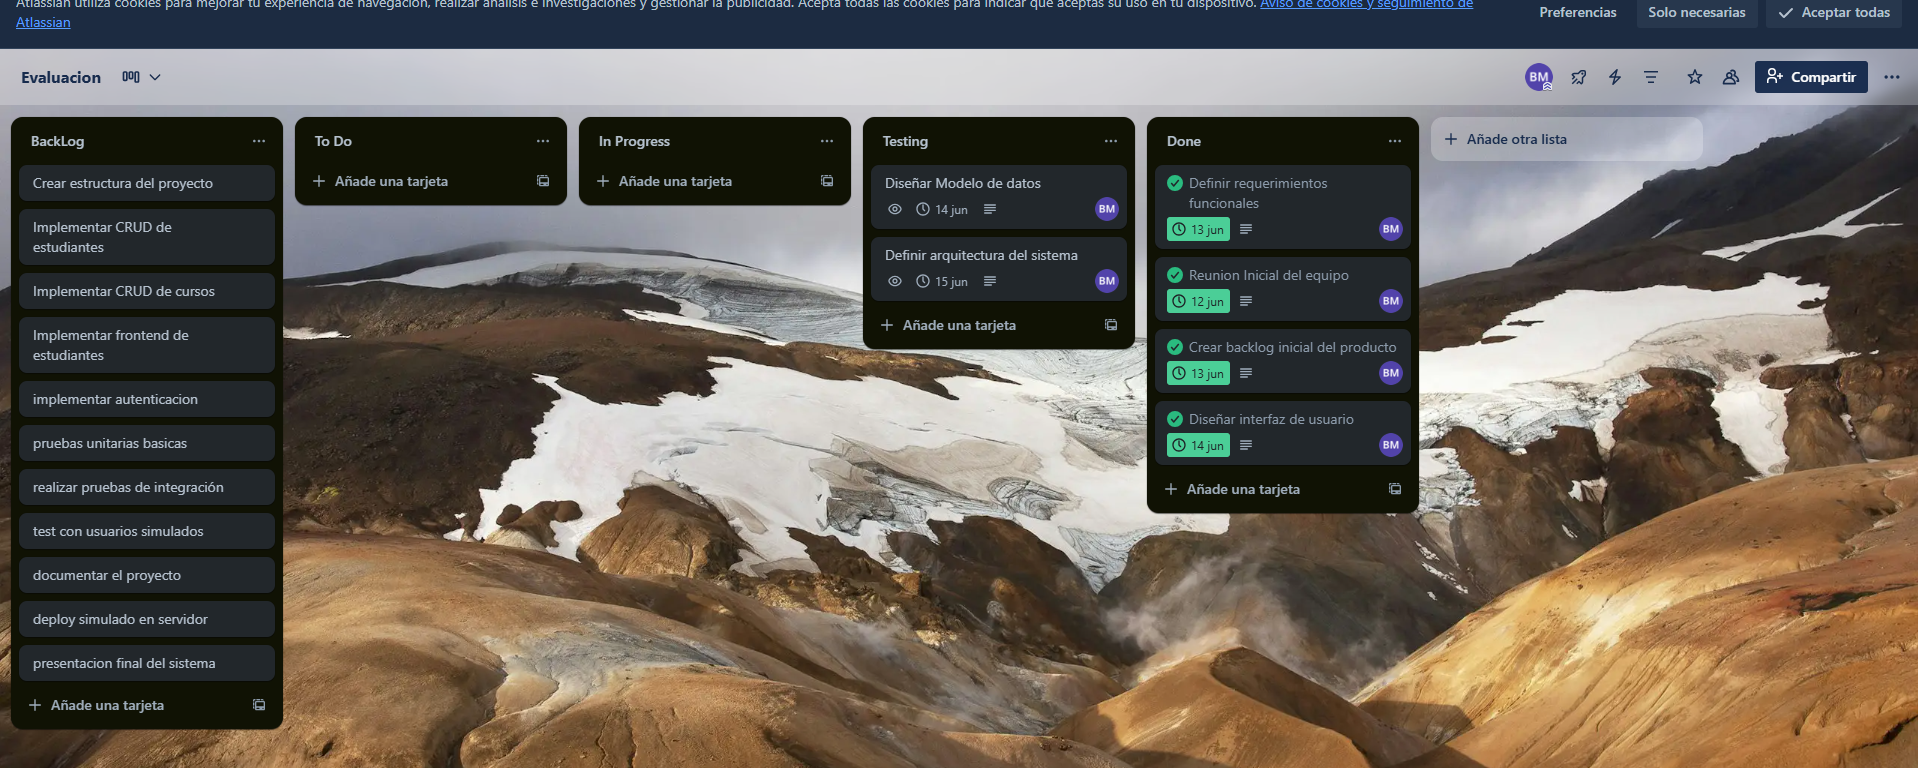 Atlassian utiliza cookies para mejorar tu experiencia de navegación, realizar análisis e investigaciones y gestionar la publicidad. Acepta todas las cookies para indicar que aceptas su uso en tu dispositivo. Aviso de cookies y seguimiento de
Atlassian
Preferencias
Solo necesarias
Aceptar todas
Evaluacion
BM
Compartir
BackLog
Crear estructura del proyecto
Implementar CRUD de
estudiantes
Implementar CRUD de cursos
Implementar frontend de
estudiantes
implementar autenticacion
pruebas unitarias basicas
realizar pruebas de integración
test con usuarios simulados
documentar el proyecto
deploy simulado en servidor
presentacion final del sistema
Añade una tarjeta
To Do
Añade una tarjeta
In Progress
Añade una tarjeta
Testing
Diseñar Modelo de datos
14 jun
BM
Definir arquitectura del sistema
15 jun
BM
Añade una tarjeta
Done
Definir requerimientos
funcionales
13 jun
BM
Reunion Inicial del equipo
12 jun
BM
Crear backlog inicial del producto
13 jun
BM
Diseñar interfaz de usuario
14 jun
BM
Añade una tarjeta
Añade otra lista